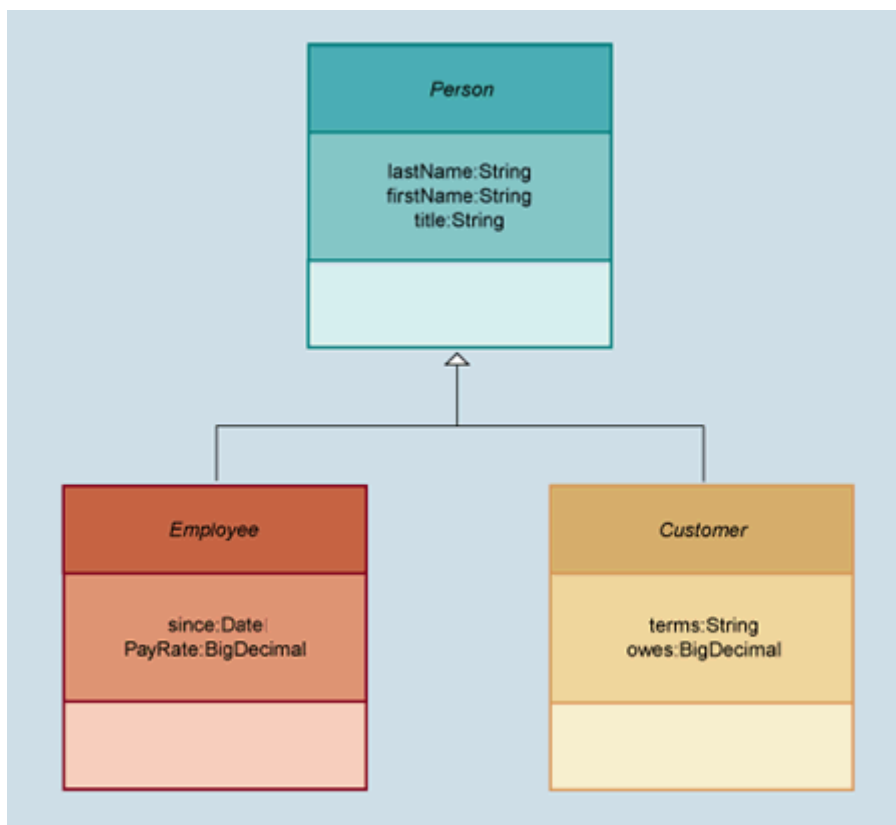 Person
lastName:String
firstName:String
title:String
Employee
since:Date
PayRate:BigDecimal
Customer
terms:String
owes:BigDecimal